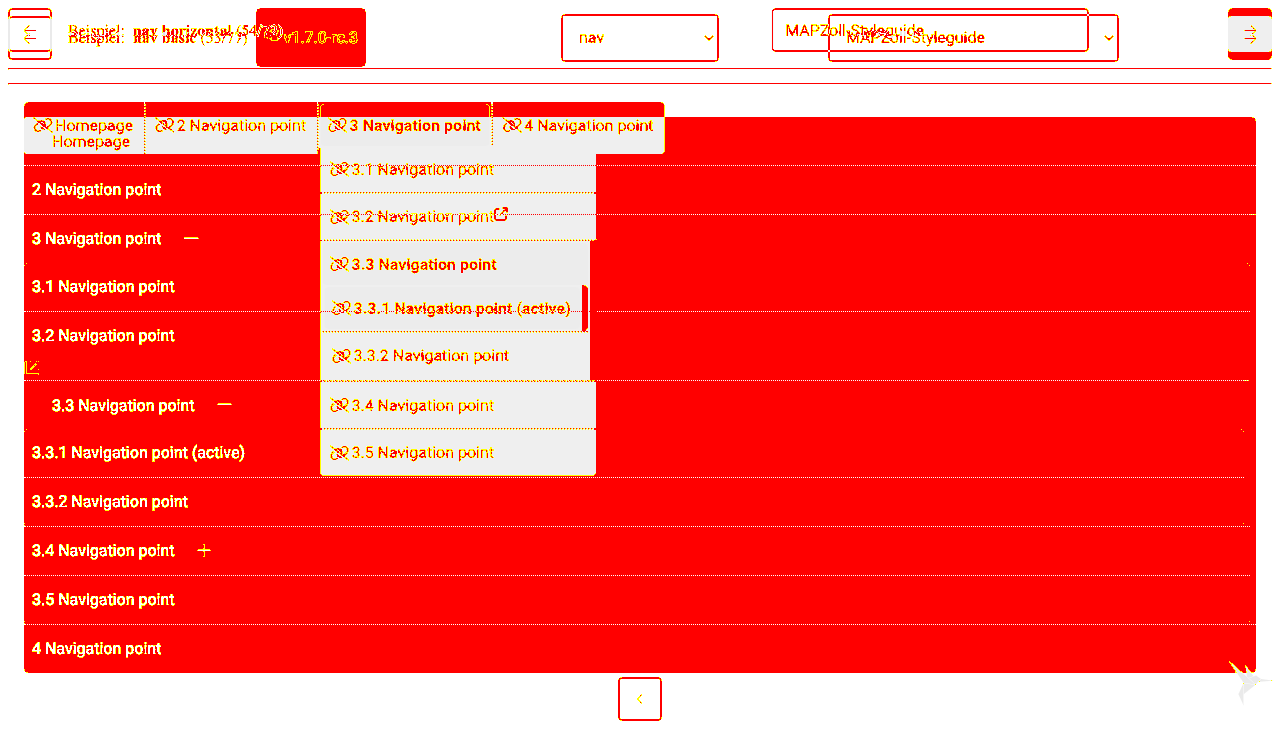 Beispiel: nav horizontal (54/73)
Beispiel: nav basic (53/77)
v1.7.0-rc.3
nav
MAPZoll-Styleguide
MAPZoll-Styleguide
Homepage
2 Navigation point
3 Navigation point
4 Navigation point
Homepage
3.1 Navigation point
2 Navigation point
3.2 Navigation point
3 Navigation point
3.3 Navigation point
3.1 Navigation point
3.3.1 Navigation point (active)
3.2 Navigation point
3.3.2 Navigation point
3.3 Navigation point
3.4 Navigation point
3.3.1 Navigation point (active)
3.5 Navigation point
3.3.2 Navigation point
3.4 Navigation point
3.5 Navigation point
4 Navigation point